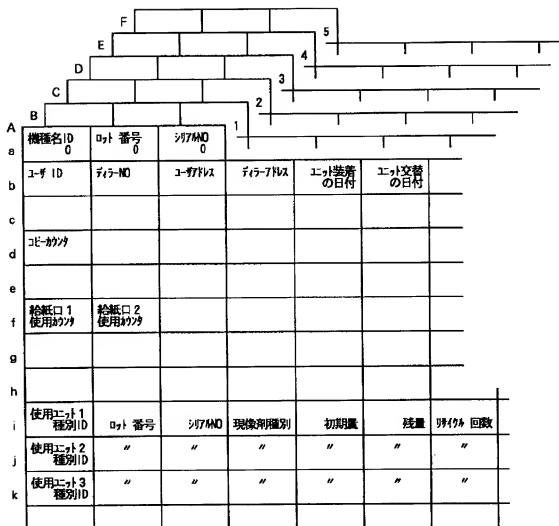 F
5
E
4
D
3
C
2
B
1
A
機種名ID ロット 番号 シリアルNO
a 0 0 0
b ユーザ ID ディラーNO ユーザアドレス ディラーアドレス ユニット装着 ユニット交替
の日付 の日付
c
d コピーカウンタ
e
給紙口 1 給紙口 2
f 使用カウンタ 使用カウンタ
g
h
使用ユニット1
i 種別ID ロット 番号 シリアルNO 現像剤種別 初期量 残量 リサイクル 回数
使用ユニット2
j 種別ID 〃 〃 〃 〃 〃 〃
使用ユニット3
k 種別ID 〃 〃 〃 〃 〃 〃